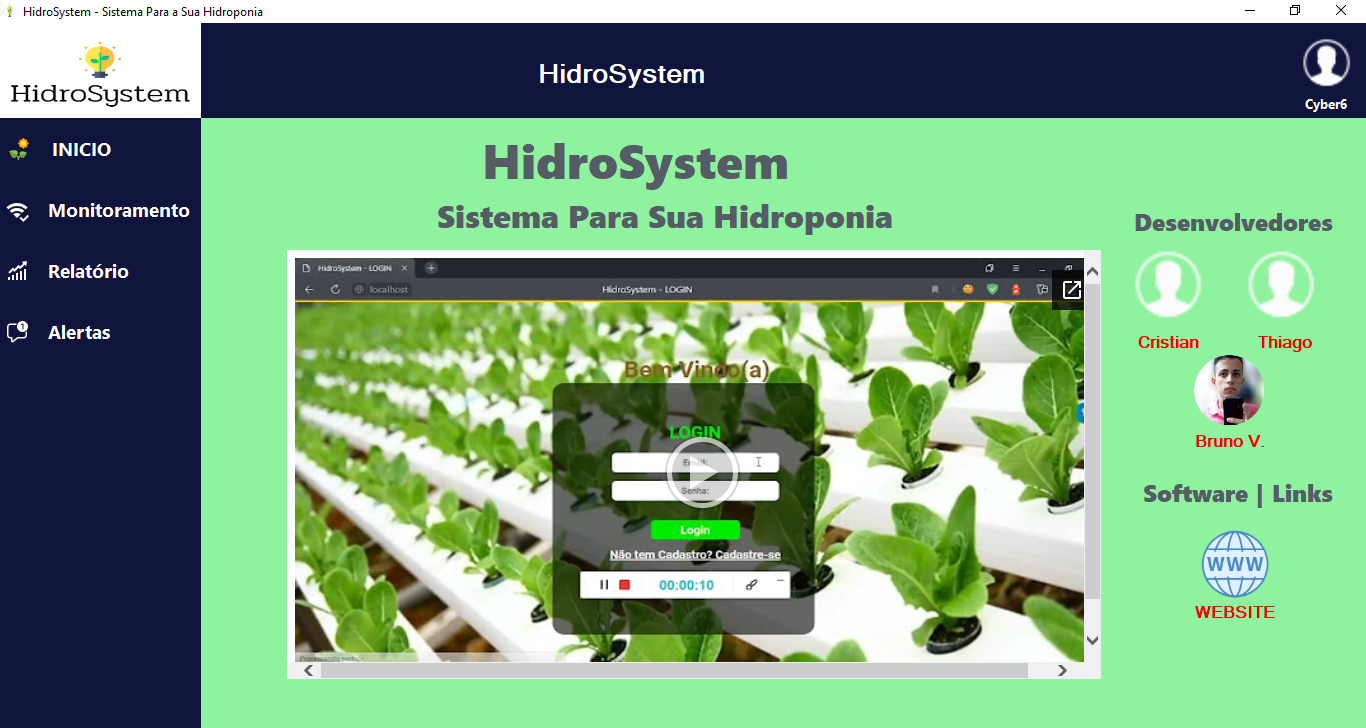 HidroSystem - Sistema Para a Sua Hidroponia
HidroSystem
HidroSystem
Cyber6
INICIO
Monitoramento
Relatório
1
Alertas
HidroSystem
Sistema Para Sua Hidroponia
HidroSystem - LOGIN
localhost
HidroSystem - LOGIN
Bem Vindo(a)
LOGIN
Email:
Senha:
Login
Não tem Cadastro? Cadastre-se
00:00:10
Desenvolvedores
Cristian
Thiago
Bruno V.
Software | Links
WWW
WEBSITE